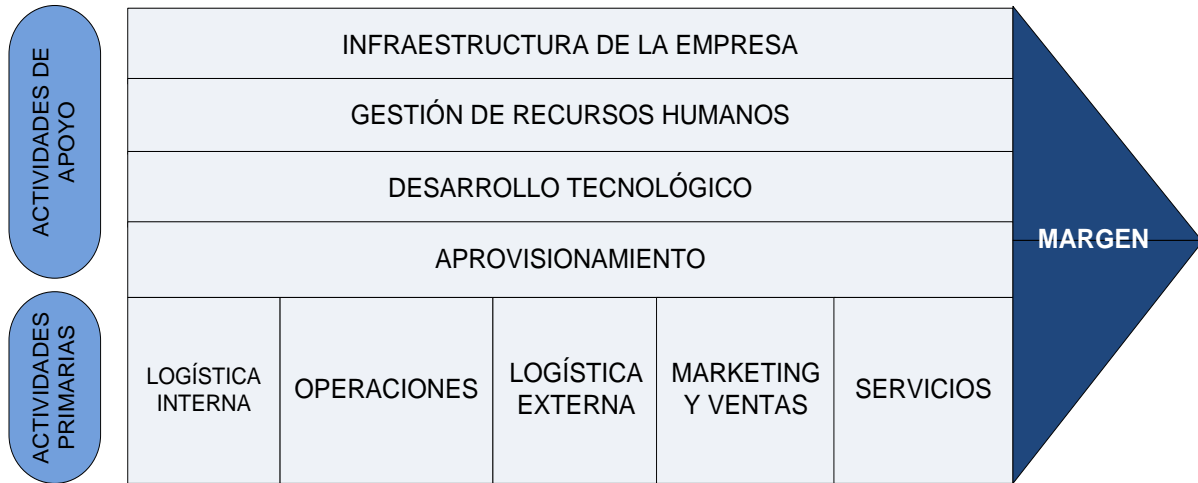 ACTIVIDADES DE
APOYO
INFRAESTRUCTURA DE LA EMPRESA
GESTIÓN DE RECURSOS HUMANOS
DESARROLLO TECNOLÓGICO
APROVISIONAMIENTO
MARGEN
ACTIVIDADES
PRIMARIAS
LOGÍSTICA
INTERNA
OPERACIONES
LOGÍSTICA
EXTERNA
MARKETING
Y VENTAS
SERVICIOS